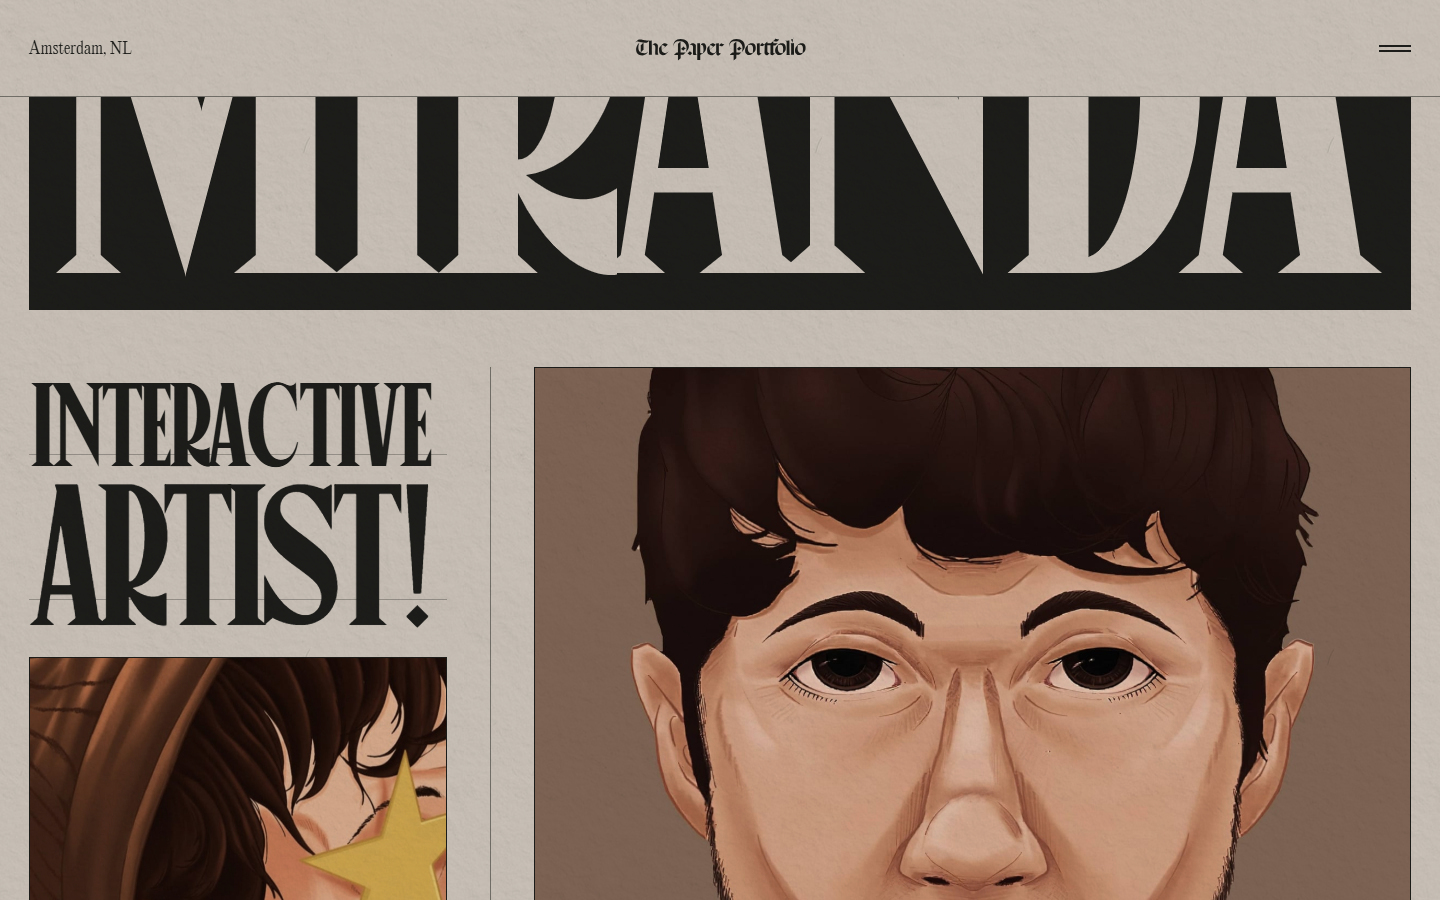 Amsterdam, NL
The Paper Portfolio
MIRANDA
INTERACTIVE
ARTIST!